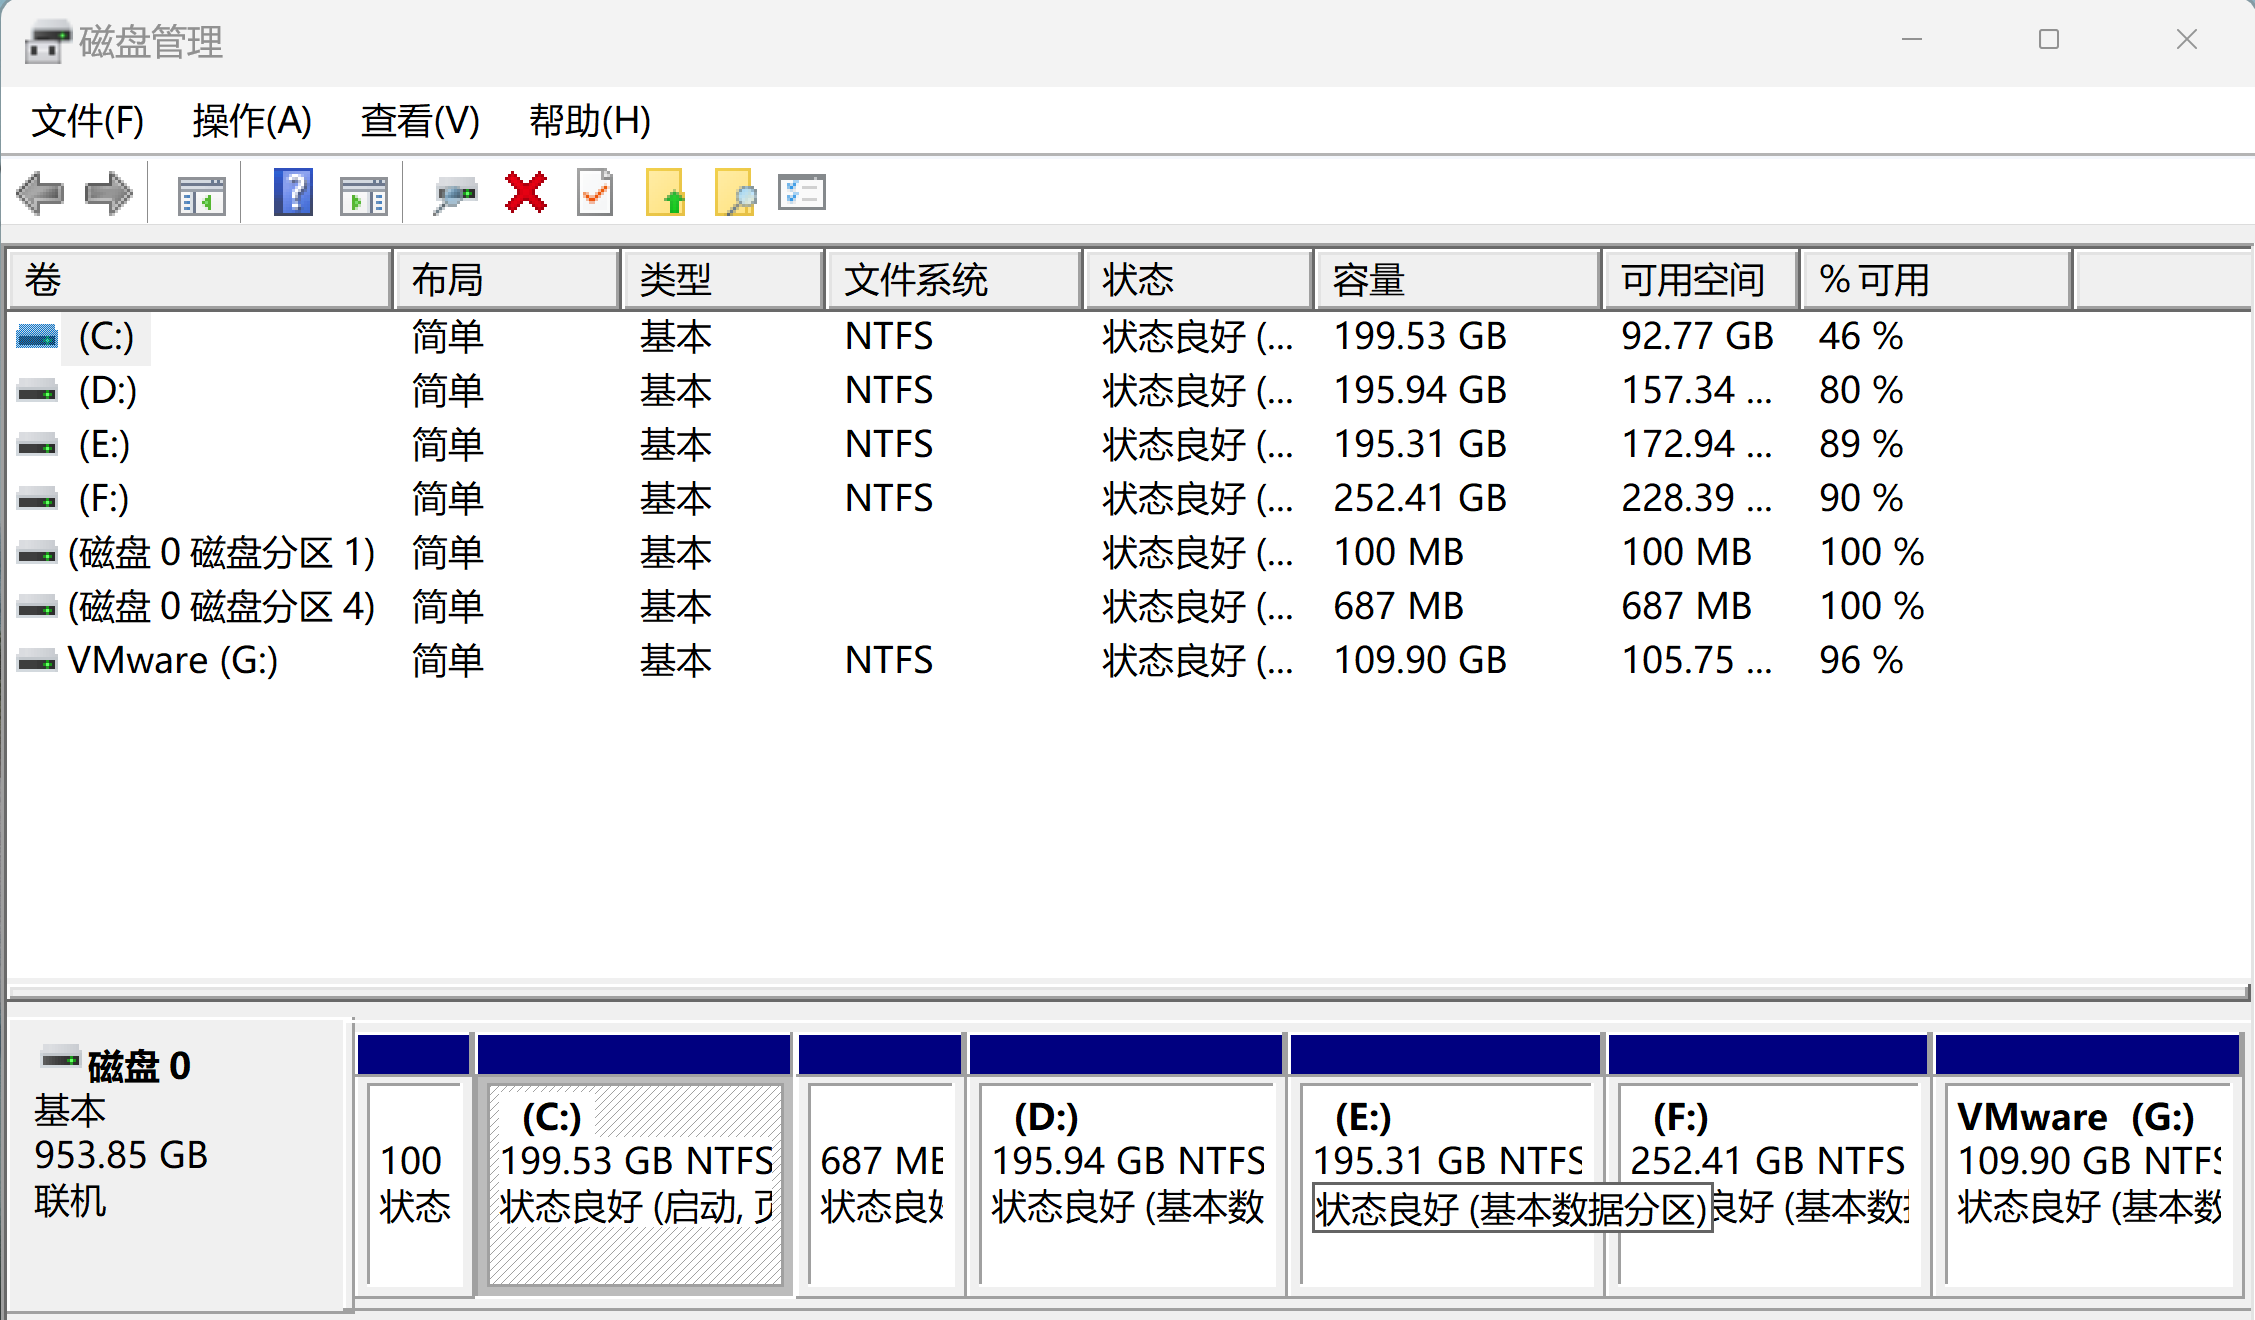 磁盘管理
文件(F) 操作(A) 查看(V) 帮助(H)
卷 布局 类型 文件系统 状态 容量 可用空间 % 可用
(C:) 简单 基本 NTFS 状态良好 (... 199.53 GB 92.77 GB 46 %
(D:) 简单 基本 NTFS 状态良好 (... 195.94 GB 157.34 ... 80 %
(E:) 简单 基本 NTFS 状态良好 (... 195.31 GB 172.94 ... 89 %
(F:) 简单 基本 NTFS 状态良好 (... 252.41 GB 228.39 ... 90 %
(磁盘 0 磁盘分区 1) 简单 基本 状态良好 (... 100 MB 100 MB 100 %
(磁盘 0 磁盘分区 4) 简单 基本 状态良好 (... 687 MB 687 MB 100 %
VMware (G:) 简单 基本 NTFS 状态良好 (... 109.90 GB 105.75 ... 96 %
磁盘 0
基本
953.85 GB
联机
100
状态
(C:)
199.53 GB NTFS
状态良好 (启动,
687
状态良好
(D:)
195.94 GB NTFS
状态良好 (基本数
(E:)
195.31 GB NTFS
状态良好 (基本数据分区)
(F:)
252.41 GB NTFS
良好 (基本数
VMware (G:)
109.90 GB NTFS
状态良好 (基本数